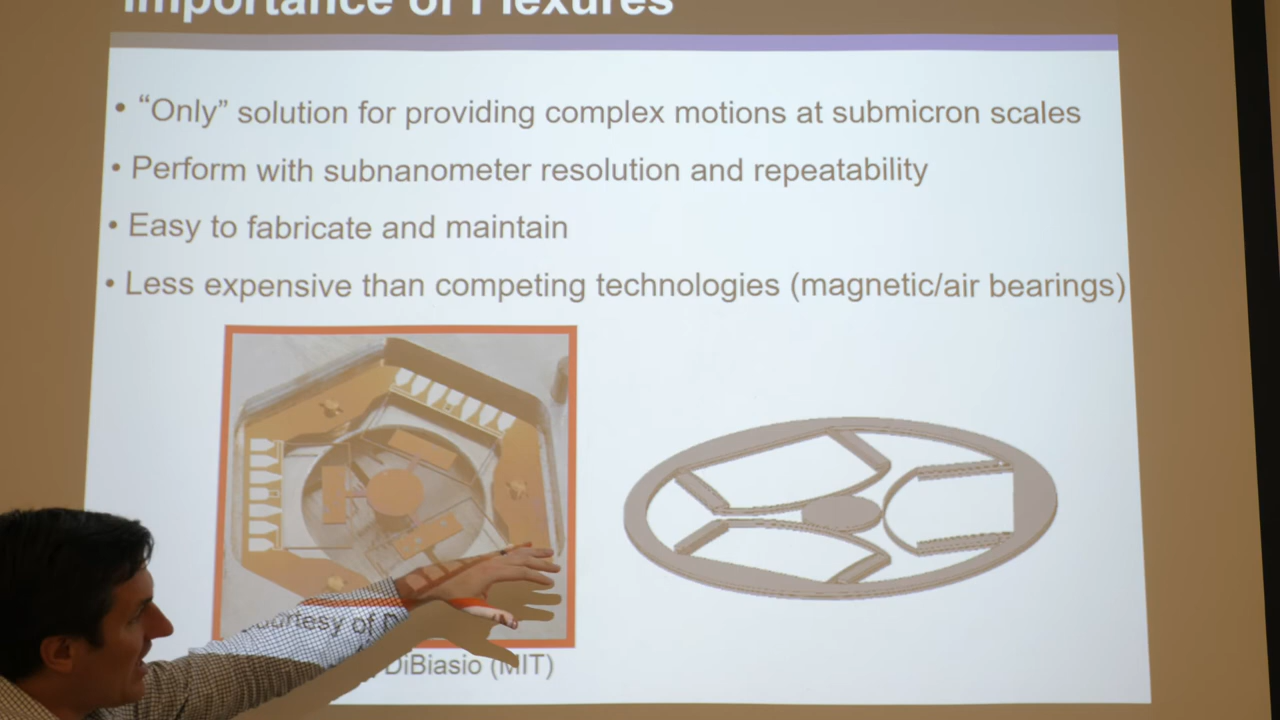 Importance of Flexures
• “Only” solution for providing complex motions at submicron scales
• Perform with subnanometer resolution and repeatability
• Easy to fabricate and maintain
• Less expensive than competing technologies (magnetic/air bearings)
Courtesy of
DiBiasio (MIT)